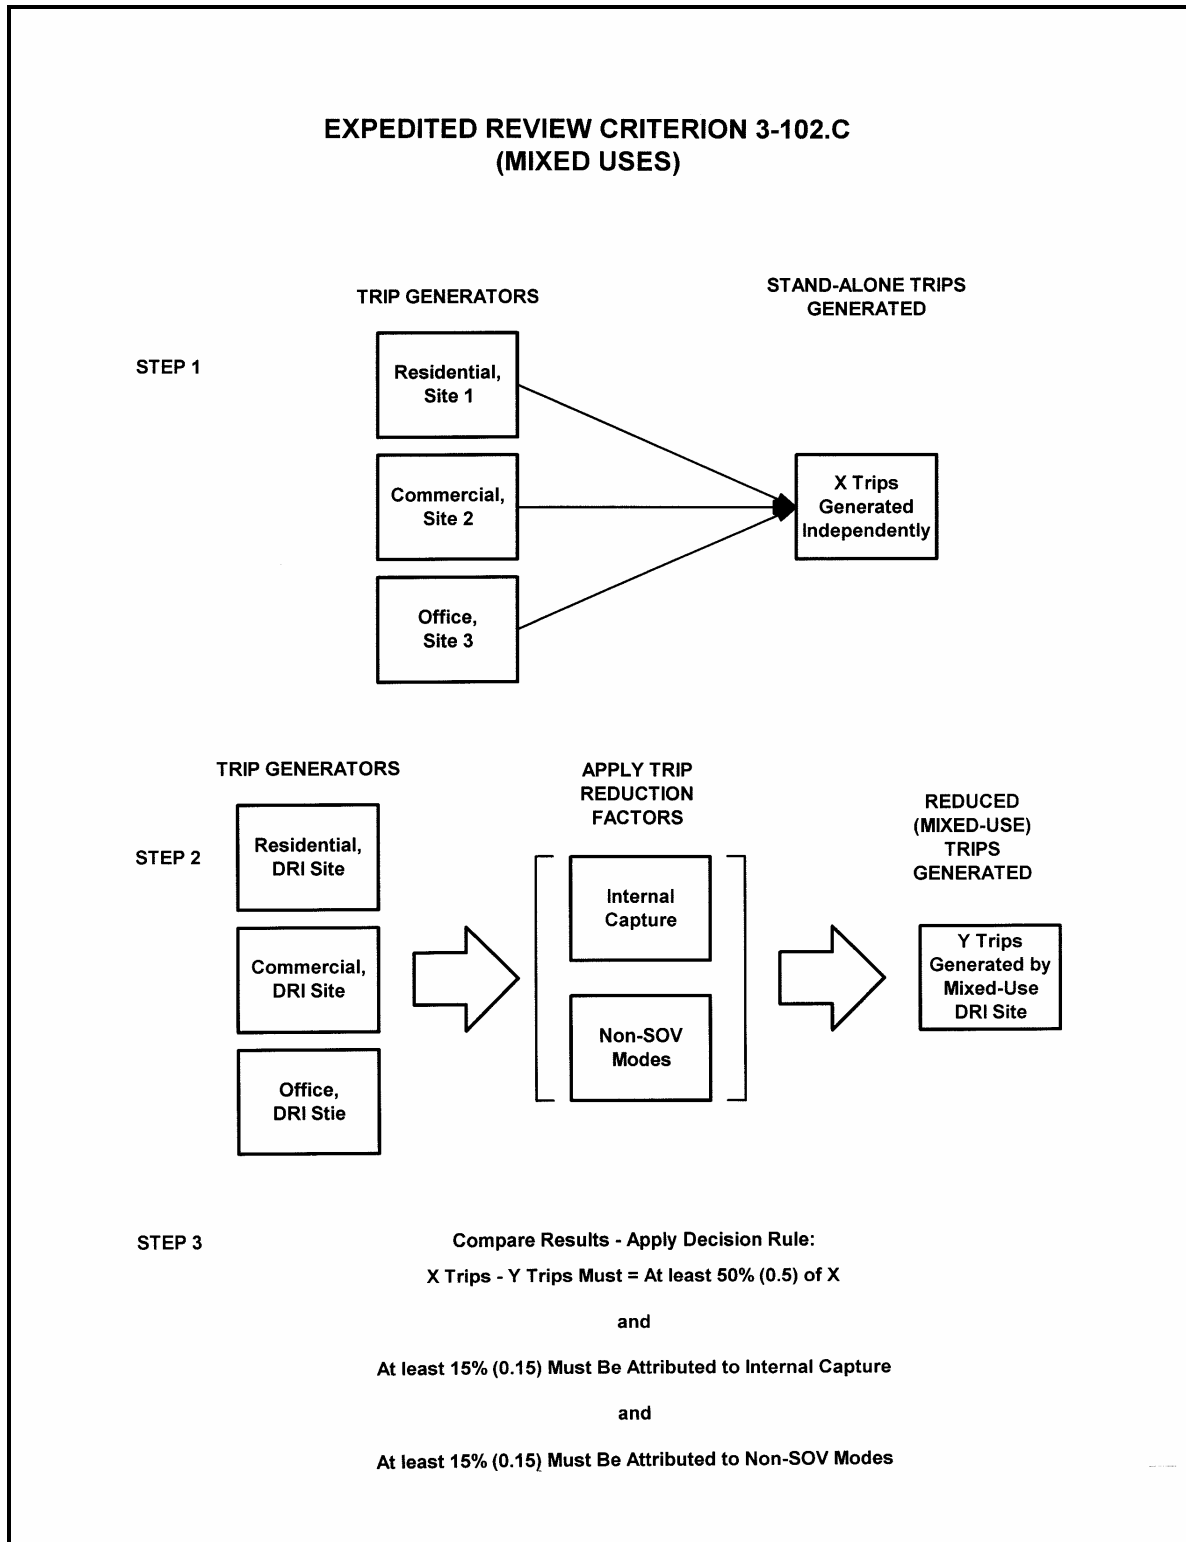 EXPEDITED REVIEW CRITERION 3-102.C
(MIXED USES)
TRIP GENERATORS
STAND-ALONE TRIPS
GENERATED
STEP 1
Residential,
Site 1
Commercial,
Site 2
Office,
Site 3
X Trips
Generated
Independently
TRIP GENERATORS
APPLY TRIP
REDUCTION
FACTORS
REDUCED
(MIXED-USE)
TRIPS
GENERATED
STEP 2
Residential,
DRI Site
Commercial,
DRI Site
Office,
DRI Stie
Internal
Capture
Non-SOV
Modes
Y Trips
Generated by
Mixed-Use
DRI Site
STEP 3
Compare Results - Apply Decision Rule:
X Trips - Y Trips Must = At least 50% (0.5) of X
and
At least 15% (0.15) Must Be Attributed to Internal Capture
and
At least 15% (0.15) Must Be Attributed to Non-SOV Modes